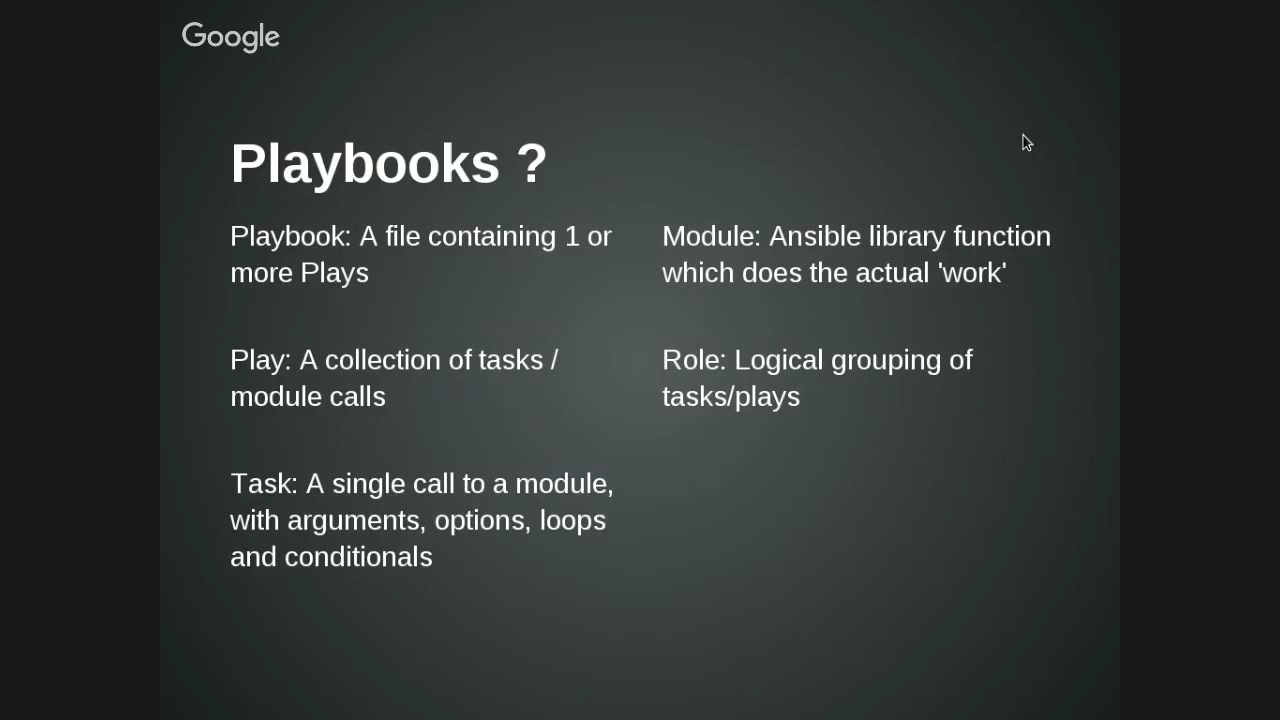 Google
Playbooks ?
Playbook: A file containing 1 or
more Plays
Play: A collection of tasks /
module calls
Task: A single call to a module,
with arguments, options, loops
and conditionals
Module: Ansible library function
which does the actual 'work'
Role: Logical grouping of
tasks/plays